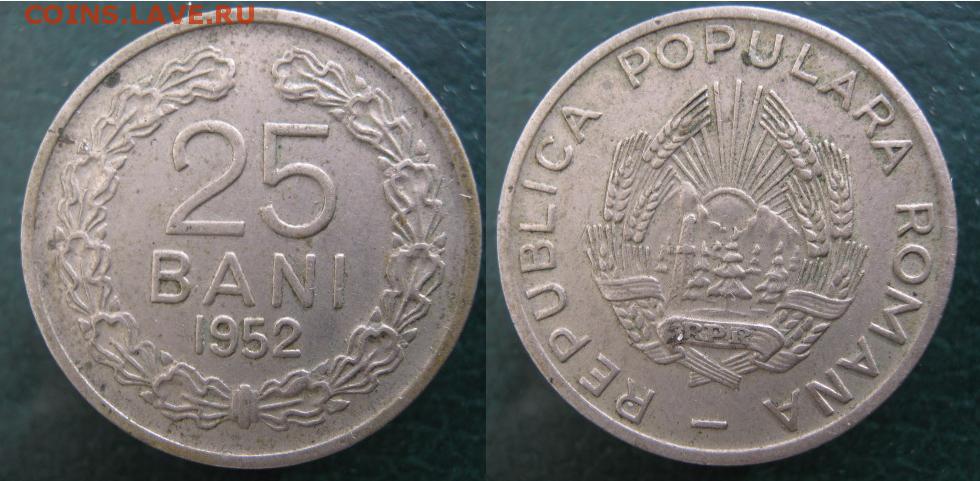 COINS.LAVE.RU
25
BANI
1952
REPUBLICA POPULARA ROMANA
RPR